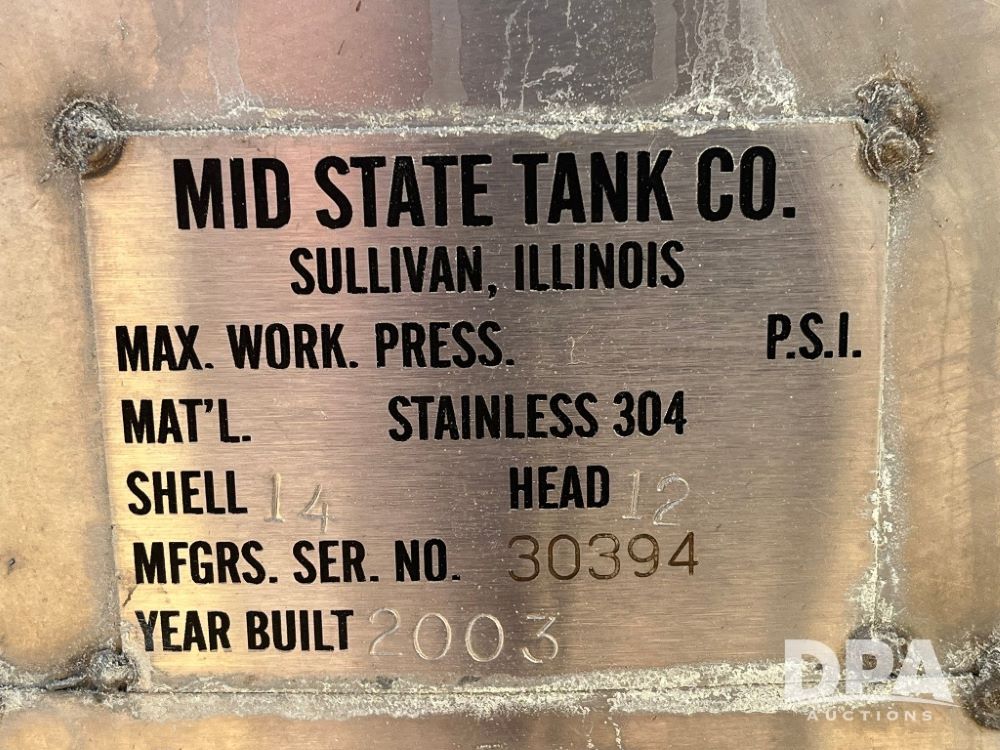 MID STATE TANK CO.
SULLIVAN, ILLINOIS
MAX. WORK. PRESS. P.S.I.
MAT'L. STAINLESS 304
SHELL 14 HEAD 12
MFGRS. SER. NO. 30394
YEAR BUILT 2003
DPA
AUCTIONS